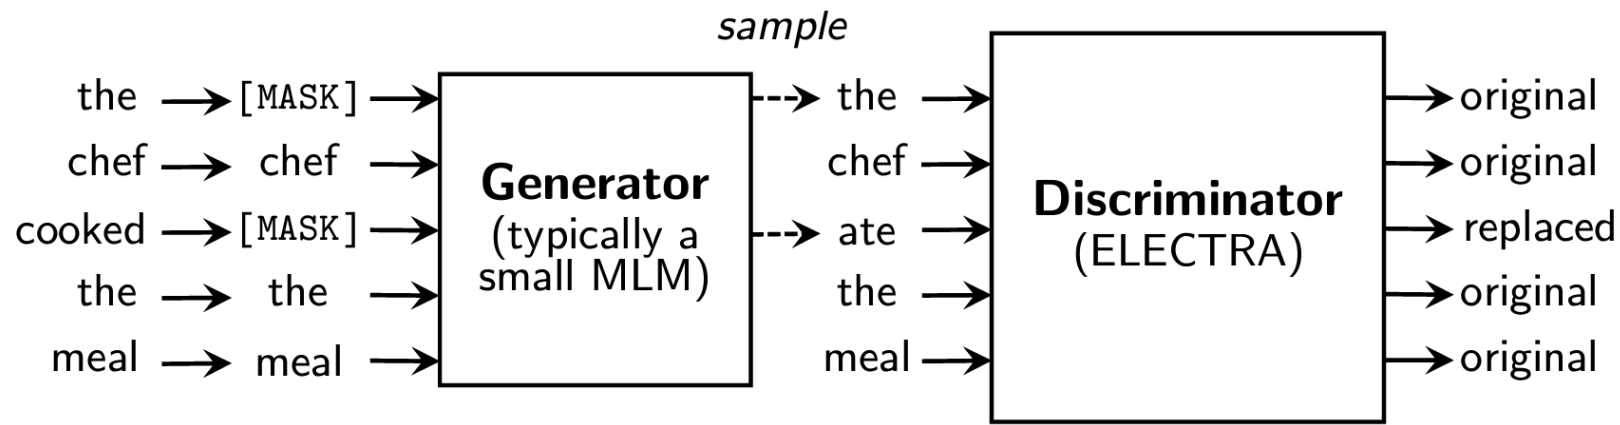 sample
the [MASK] the original
chef chef chef original
cooked [MASK] ate replaced
the the the original
meal meal meal original
Generator
(typically a
small MLM)
Discriminator
(ELECTRA)